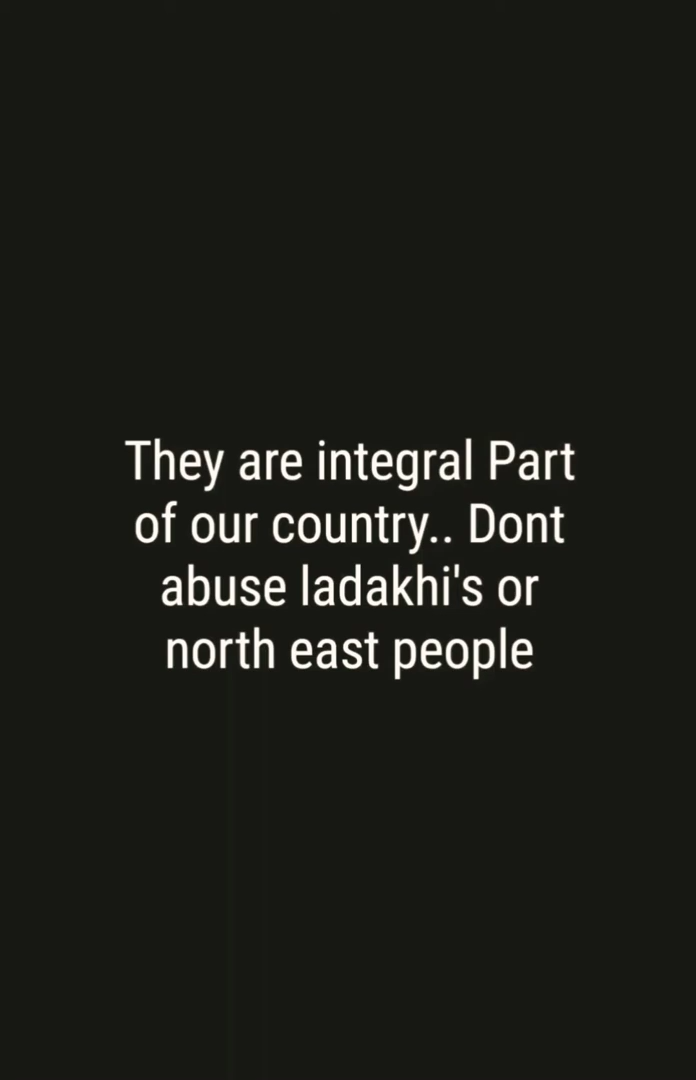 They are integral Part
of our country.. Dont
abuse ladakhi's or
north east people